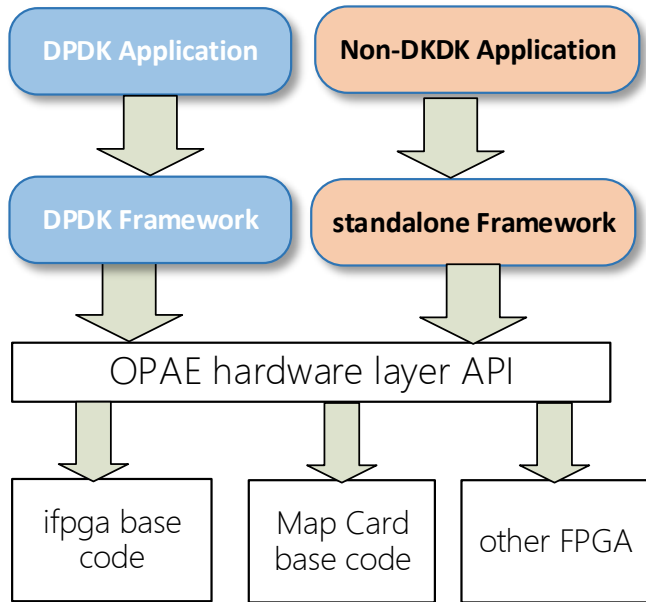 DPDK Application
Non-DKDK Application
DPDK Framework
standalone Framework
OPAE hardware layer API
ifpga base
code
Map Card
base code
other FPGA